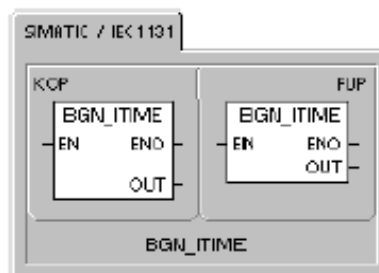 SIMATIC / IEC 1131
KOP
FUP
BGN_ITIME
EN ENO
OUT
BGN_ITIME
EN ENO
OUT
BGN_ITIME